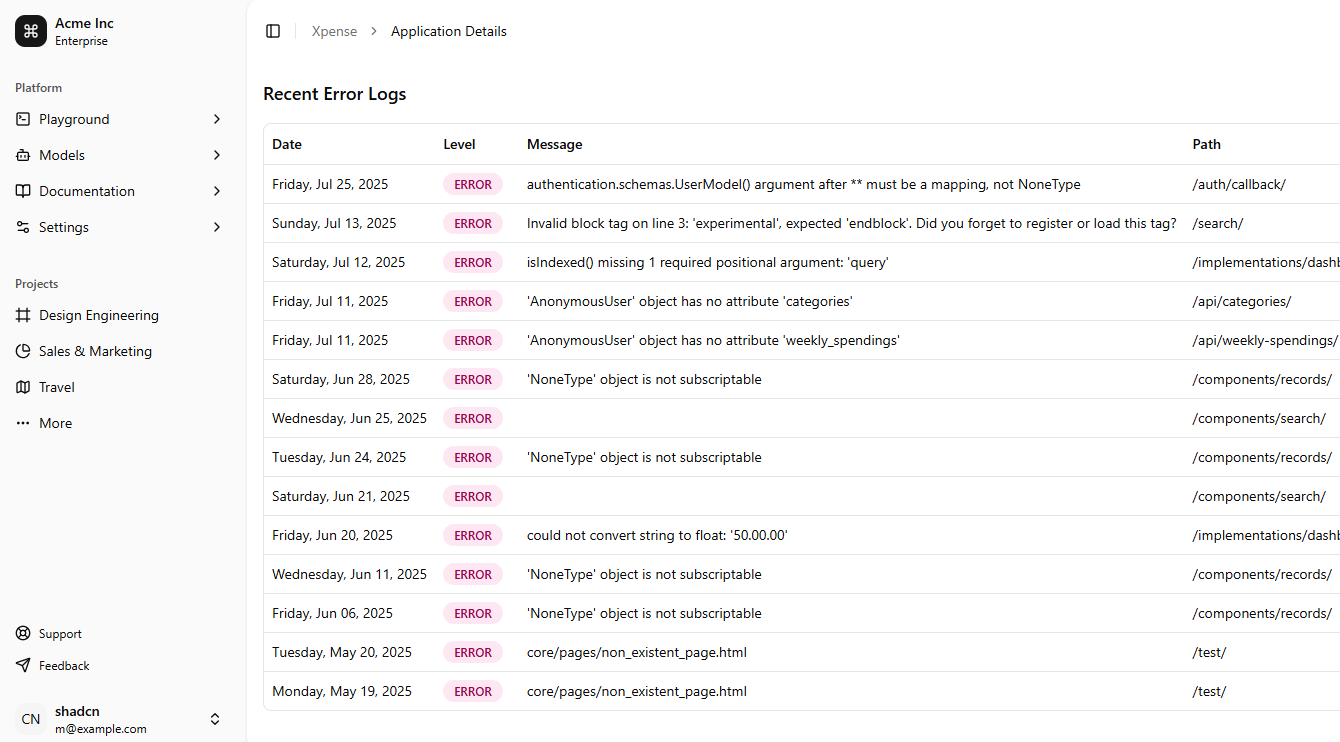 Acme Inc
Enterprise
Platform
Playground
Models
Documentation
Settings
Projects
Design Engineering
Sales & Marketing
Travel
More
Support
Feedback
CN
shadcn
m@example.com
Xpense > Application Details
Recent Error Logs
Date Level Message Path
Friday, Jul 25, 2025 ERROR authentication.schemas.UserModel() argument after ** must be a mapping, not NoneType /auth/callback/
Sunday, Jul 13, 2025 ERROR Invalid block tag on line 3: 'experimental', expected 'endblock'. Did you forget to register or load this tag? /search/
Saturday, Jul 12, 2025 ERROR isIndexed() missing 1 required positional argument: 'query' /implementations/dashb
Friday, Jul 11, 2025 ERROR 'AnonymousUser' object has no attribute 'categories' /api/categories/
Friday, Jul 11, 2025 ERROR 'AnonymousUser' object has no attribute 'weekly_spendings' /api/weekly-spendings/
Saturday, Jun 28, 2025 ERROR 'NoneType' object is not subscriptable /components/records/
Wednesday, Jun 25, 2025 ERROR /components/search/
Tuesday, Jun 24, 2025 ERROR 'NoneType' object is not subscriptable /components/records/
Saturday, Jun 21, 2025 ERROR /components/search/
Friday, Jun 20, 2025 ERROR could not convert string to float: '50.00.00' /implementations/dashb
Wednesday, Jun 11, 2025 ERROR 'NoneType' object is not subscriptable /components/records/
Friday, Jun 06, 2025 ERROR 'NoneType' object is not subscriptable /components/records/
Tuesday, May 20, 2025 ERROR core/pages/non_existent_page.html /test/
Monday, May 19, 2025 ERROR core/pages/non_existent_page.html /test/